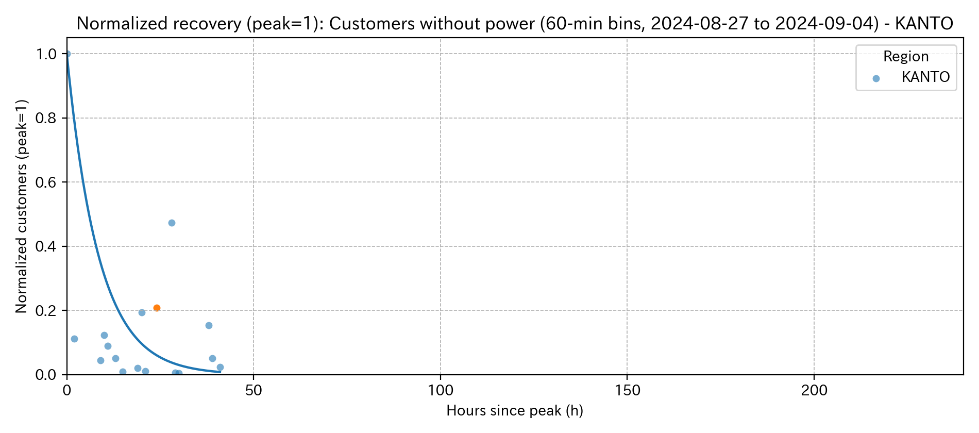 Normalized recovery (peak=1): Customers without power (60-min bins, 2024-08-27 to 2024-09-04) - KANTO
Region
KANTO
Normalized customers (peak=1)
1.0
0.8
0.6
0.4
0.2
0.0
0
50
100
150
200
Hours since peak (h)